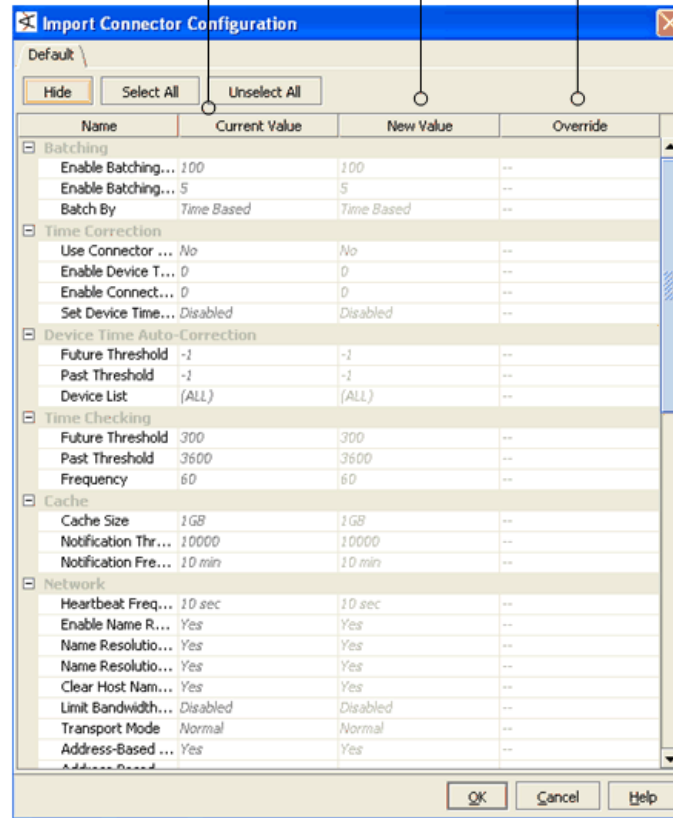 Import Connector Configuration
Default
Hide Select All Unselect All
Name Current Value New Value Override
Batching
Enable Batching... 100 100 --
Enable Batching... 5 5 --
Batch By Time Based Time Based --
Time Correction
Use Connector ... No No --
Enable Device T... 0 0 --
Enable Connect... 0 0 --
Set Device Time... Disabled Disabled --
Device Time Auto-Correction
Future Threshold -1 -1 --
Past Threshold -1 -1 --
Device List (ALL) (ALL) --
Time Checking
Future Threshold 300 300 --
Past Threshold 3600 3600 --
Frequency 60 60 --
Cache
Cache Size 1GB 1GB --
Notification Thr... 10000 10000 --
Notification Fre... 10 min 10 min --
Network
Heartbeat Freq... 10 sec 10 sec --
Enable Name R... Yes Yes --
Name Resolutio... Yes Yes --
Name Resolutio... Yes Yes --
Clear Host Nam... Yes Yes --
Limit Bandwidth... Disabled Disabled --
Transport Mode Normal Normal --
Address-Based ... Yes Yes --
OK Cancel Help